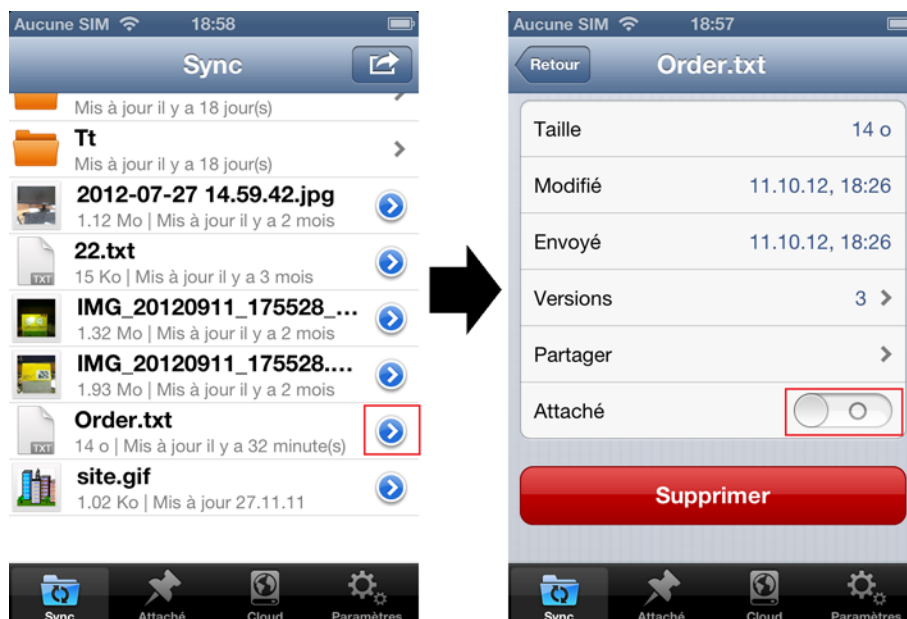 Aucune SIM 18:58
Sync
Mis à jour il y a 18 jour(s)
Tt
Mis à jour il y a 18 jour(s)
2012-07-27 14.59.42.jpg
1.12 Mo | Mis à jour il y a 2 mois
22.txt
15 Ko | Mis à jour il y a 3 mois
TXT
IMG_20120911_175528_...
1.32 Mo | Mis à jour il y a 2 mois
IMG_20120911_175528....
1.93 Mo | Mis à jour il y a 2 mois
Order.txt
14 o | Mis à jour il y a 32 minute(s)
TXT
site.gif
1.02 Ko | Mis à jour 27.11.11
Sync Attaché Cloud Paramètres
Aucune SIM 18:57
Retour Order.txt
Taille 14 o
Modifié 11.10.12, 18:26
Envoyé 11.10.12, 18:26
Versions 3
Partager
Attaché
Supprimer
Sync Attaché Cloud Paramètres